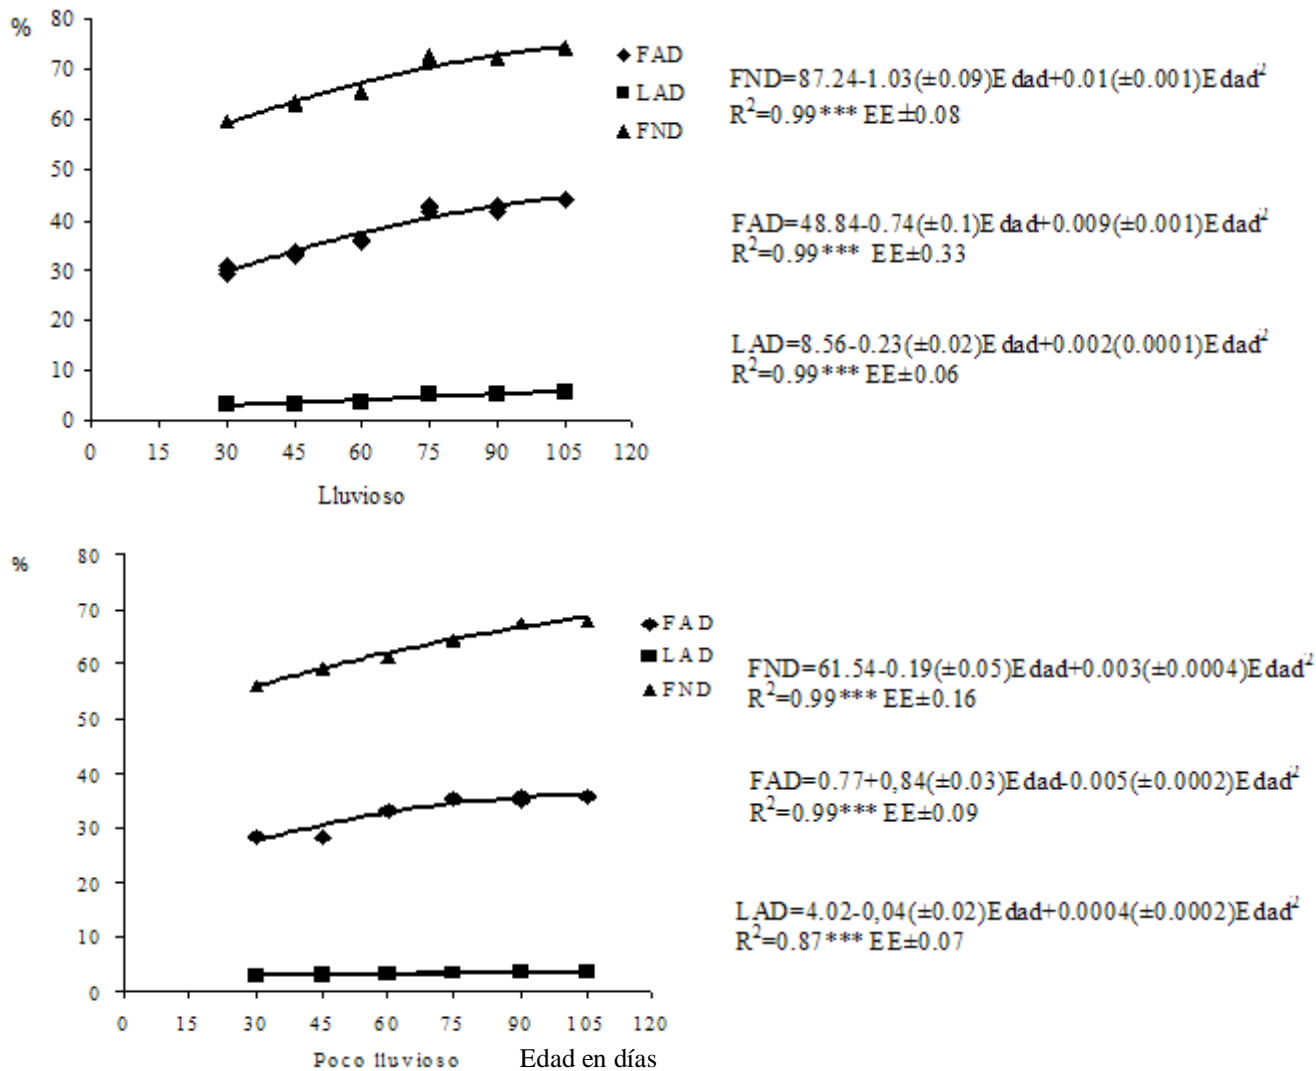 %
80
70
60
50
40
30
20
10
0
0 15 30 45 60 75 90 105 120
Lluvioso
FAD
LAD
FND
FND=87.24-1.03(±0.09)Edad+0.01(±0.001)Edad²
R²=0.99*** EE±0.08
FAD=48.84-0.74(±0.1)Edad+0.009(±0.001)Edad²
R²=0.99*** EE±0.33
LAD=8.56-0.23(±0.02)Edad+0.002(0.0001)Edad²
R²=0.99*** EE±0.06
%
80
70
60
50
40
30
20
10
0
0 15 30 45 60 75 90 105 120
Poco lluvioso Edad en días
FAD
LAD
FND
FND=61.54-0.19(±0.05)Edad+0.003(±0.0004)Edad²
R²=0.99*** EE±0.16
FAD=0.77+0,84(±0.03)Edad-0.005(±0.0002)Edad²
R²=0.99*** EE±0.09
LAD=4.02-0,04(±0.02)Edad+0.0004(±0.0002)Edad²
R²=0.87*** EE±0.07